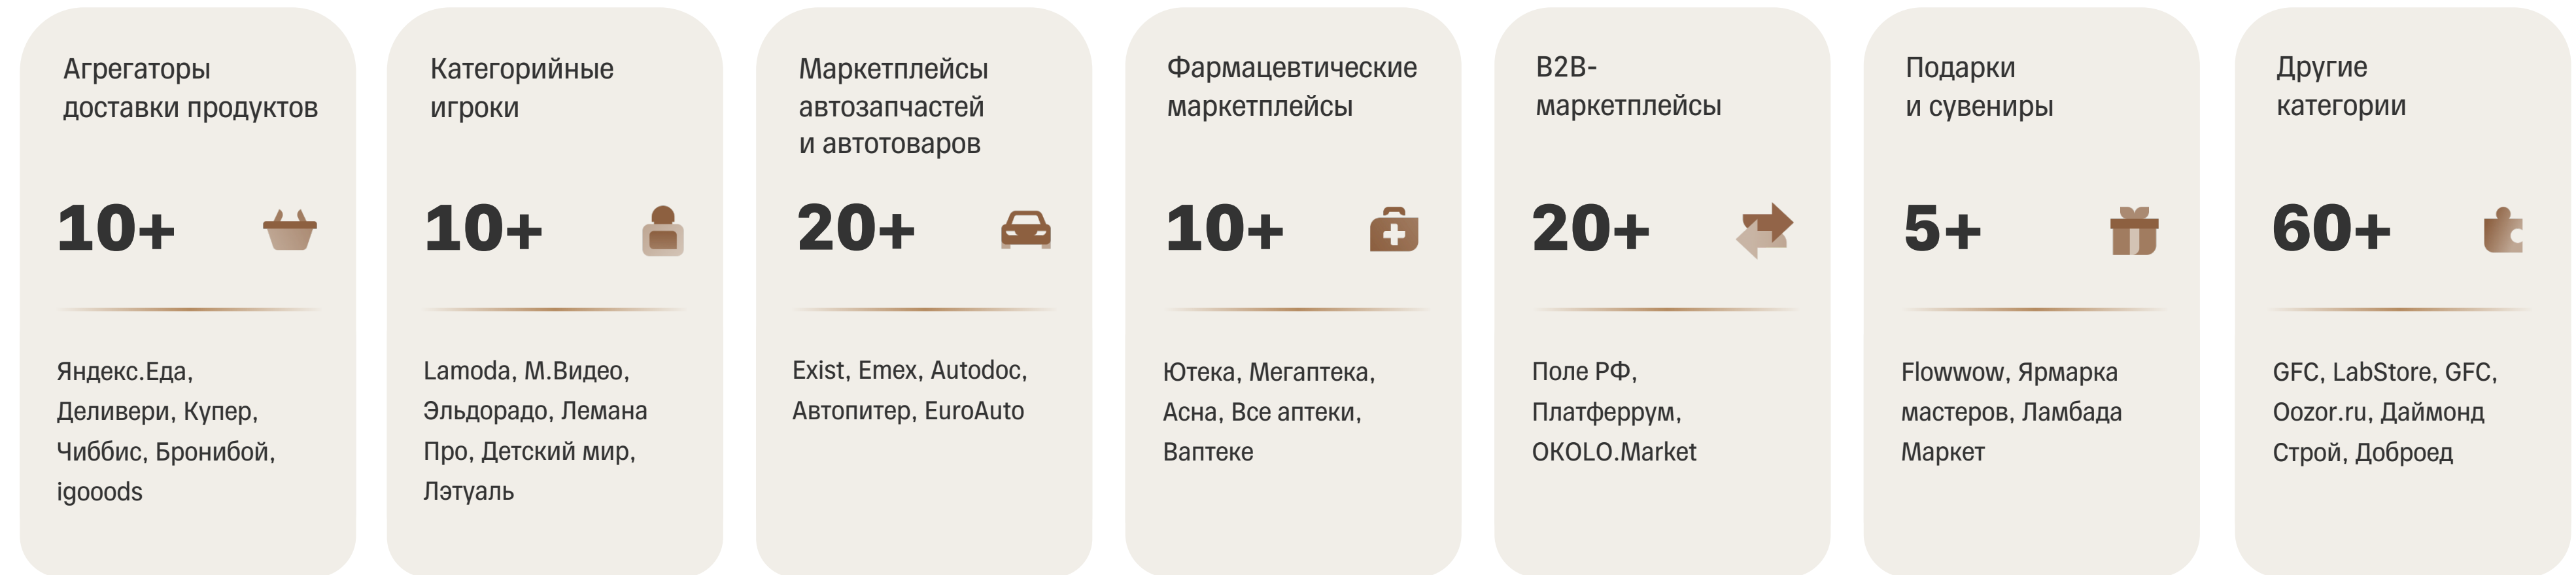 Агрегаторы
доставки продуктов
10+
Яндекс.Еда,
Деливери, Купер,
Чиббис, Бронибой,
igooods
Категорийные
игроки
10+
Lamoda, М.Видео,
Эльдорадо, Лемана
Про, Детский мир,
Лэтуаль
Маркетплейсы
автозапчастей
и автотоваров
20+
Exist, Emex, Autodoc,
Автопитер, EuroAuto
Фармацевтические
маркетплейсы
10+
Ютека, Мегаптека,
Асна, Все аптеки,
Ваптеке
B2B-
маркетплейсы
20+
Поле РФ,
Платферрум,
OKOLO.Market
Подарки
и сувениры
5+
Flowwow, Ярмарка
мастеров, Ламбада
Маркет
Другие
категории
60+
GFC, LabStore, GFC,
Oozor.ru, Даймонд
Строй, Доброед